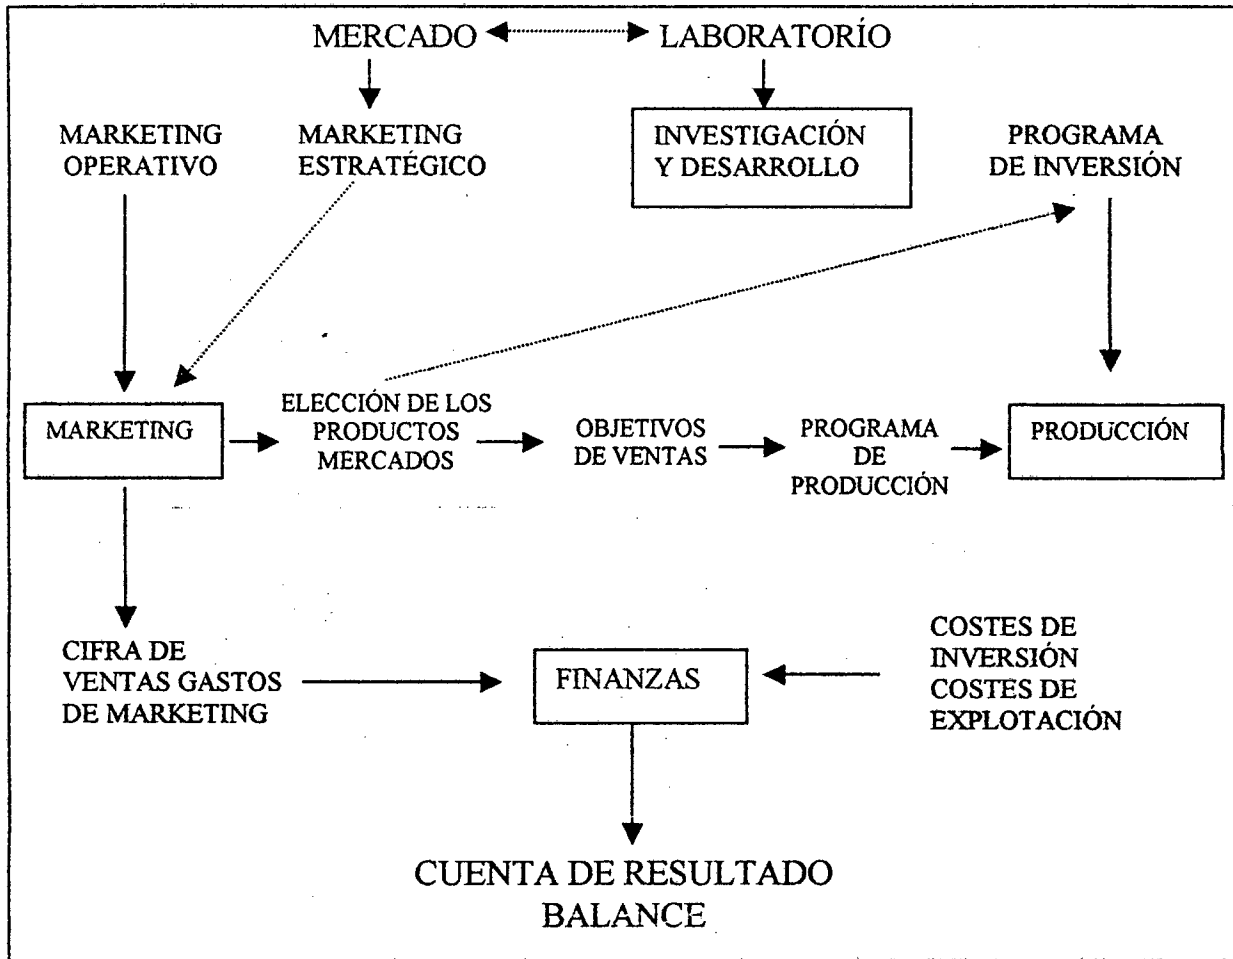 MERCADO LABORATORÍO
MARKETING
OPERATIVO
MARKETING
ESTRATÉGICO
INVESTIGACIÓN
Y DESARROLLO
PROGRAMA
DE INVERSIÓN
MARKETING
ELECCIÓN DE LOS
PRODUCTOS
MERCADOS
OBJETIVOS
DE VENTAS
PROGRAMA
DE
PRODUCCIÓN
PRODUCCIÓN
CIFRA DE
VENTAS GASTOS
DE MARKETING
FINANZAS
COSTES DE
INVERSIÓN
COSTES DE
EXPLOTACIÓN
CUENTA DE RESULTADO
BALANCE